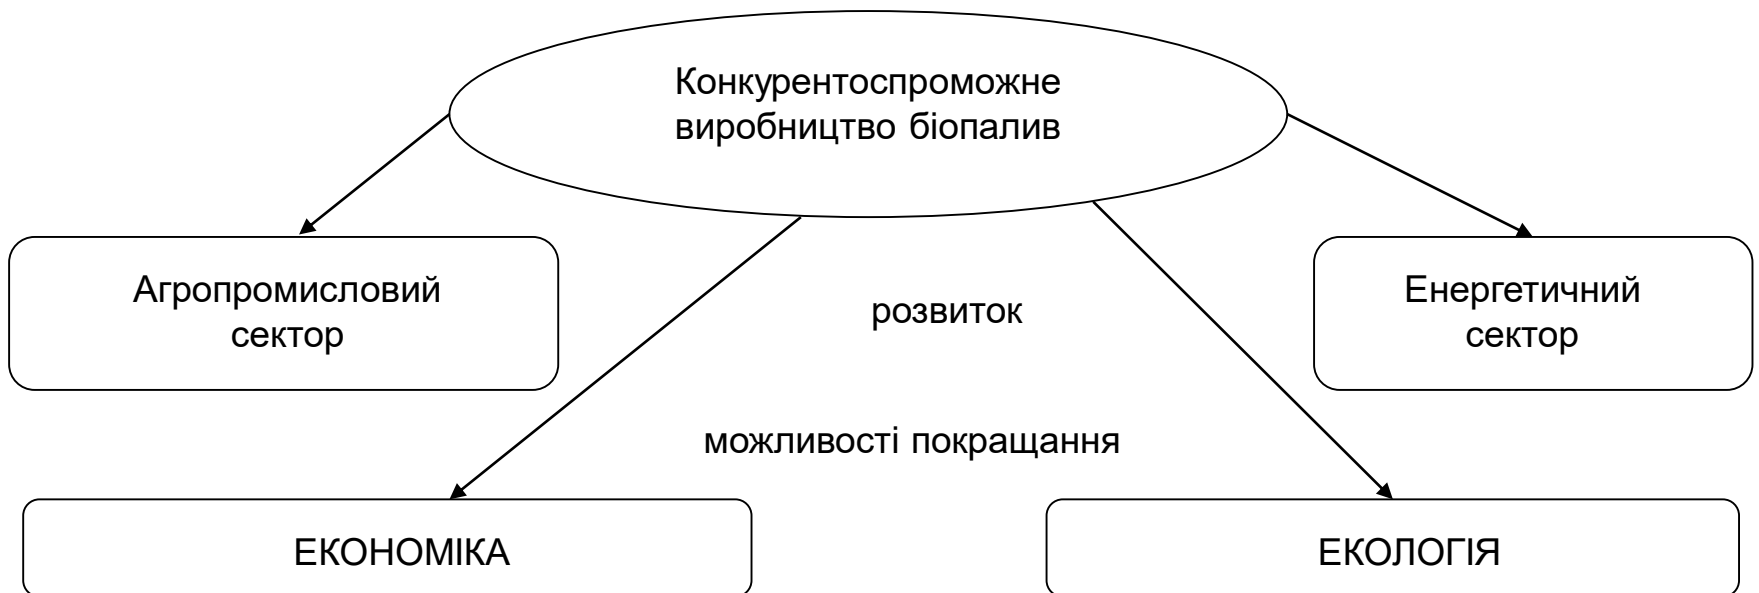 Конкурентоспроможне
виробництво біопалив
Агропромисловий
сектор
розвиток
Енергетичний
сектор
можливості покращання
ЕКОНОМІКА
ЕКОЛОГІЯ